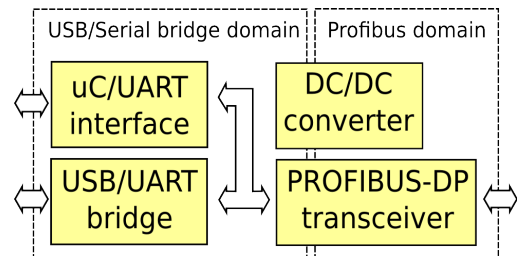 USB/Serial bridge domain
Profibus domain
uC/UART
interface
DC/DC
converter
USB/UART
bridge
PROFIBUS-DP
transceiver